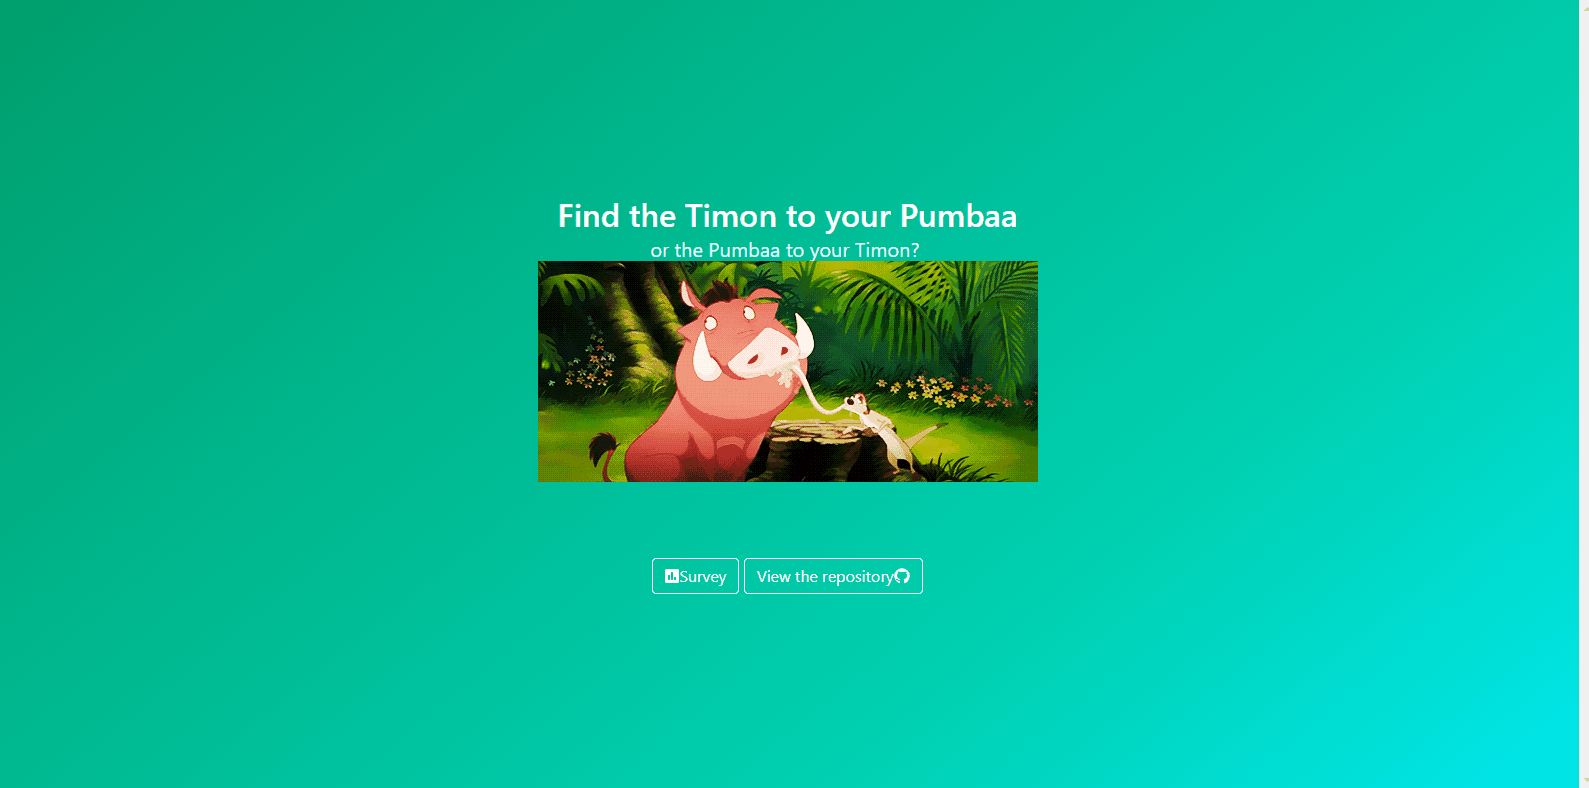 Find the Timon to your Pumbaa
or the Pumbaa to your Timon?
Survey
View the repository